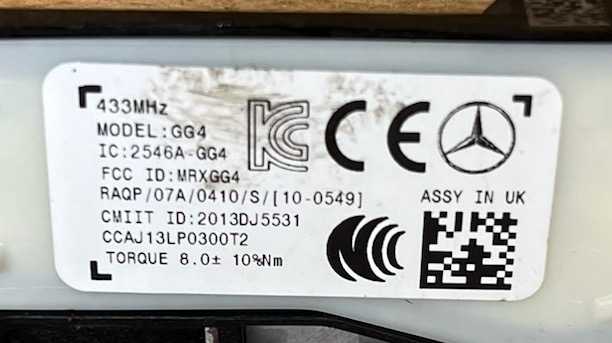 433MHz
MODEL:GG4
IC:2546A-GG4
FCC ID:MRXGG4
RAQP/07A/0410/S/[10-0549]
CMIIT ID:2013DJ5531
CCAJ13LP0300T2
TORQUE 8.0± 10%Nm
CE
ASSY IN UK